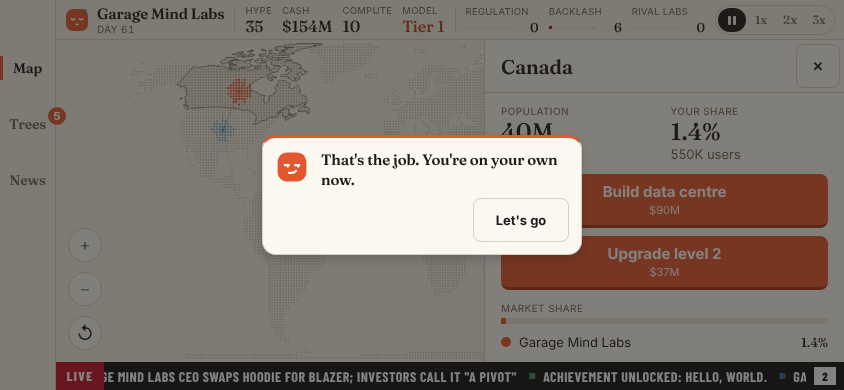 Garage Mind Labs
DAY 61
HYPE
35
CASH
$154M
COMPUTE
10
MODEL
Tier 1
REGULATION
0
BACKLASH
6
RIVAL LABS
0
1x
2x
3x
Map
Trees
5
News
Canada
×
POPULATION
40M
YOUR SHARE
1.4%
550K users
That's the job. You're on your own
now.
Let's go
Build data centre
$90M
Upgrade level 2
$37M
MARKET SHARE
Garage Mind Labs
1.4%
+
−
LIVE
GE MIND LABS CEO SWAPS HOODIE FOR BLAZER; INVESTORS CALL IT "A PIVOT" ACHIEVEMENT UNLOCKED: HELLO, WORLD. GA
2